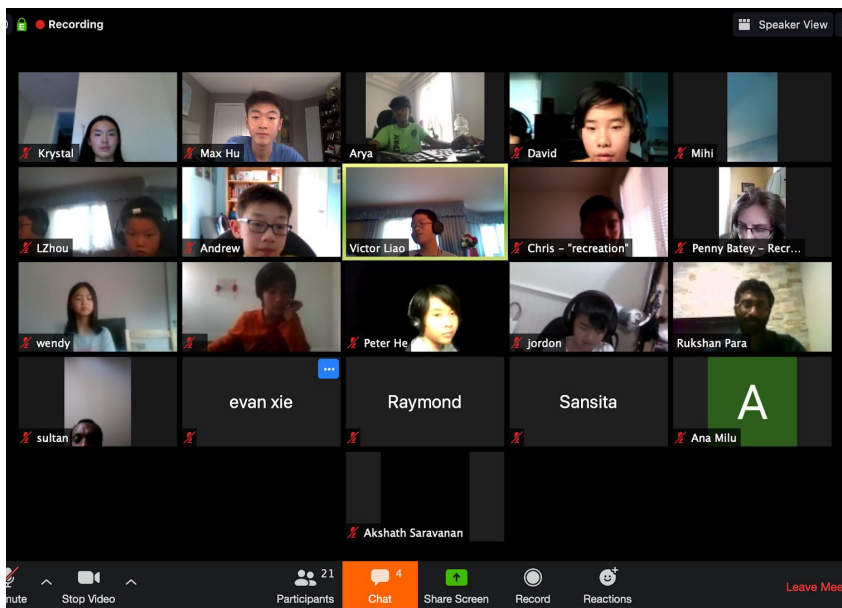 Recording
Speaker View
Krystal
Max Hu
Arya
David
Mihi
LZhou
Andrew
Victor Liao
Chris - "recreation"
Penny Batey - Recr...
wendy
Peter He
jordon
Rukshan Para
sultan
evan xie
Raymond
Sansita
A
Ana Milu
Akshath Saravanan
21
4
nute
Stop Video
Participants
Chat
Share Screen
Record
Reactions
Leave Mee